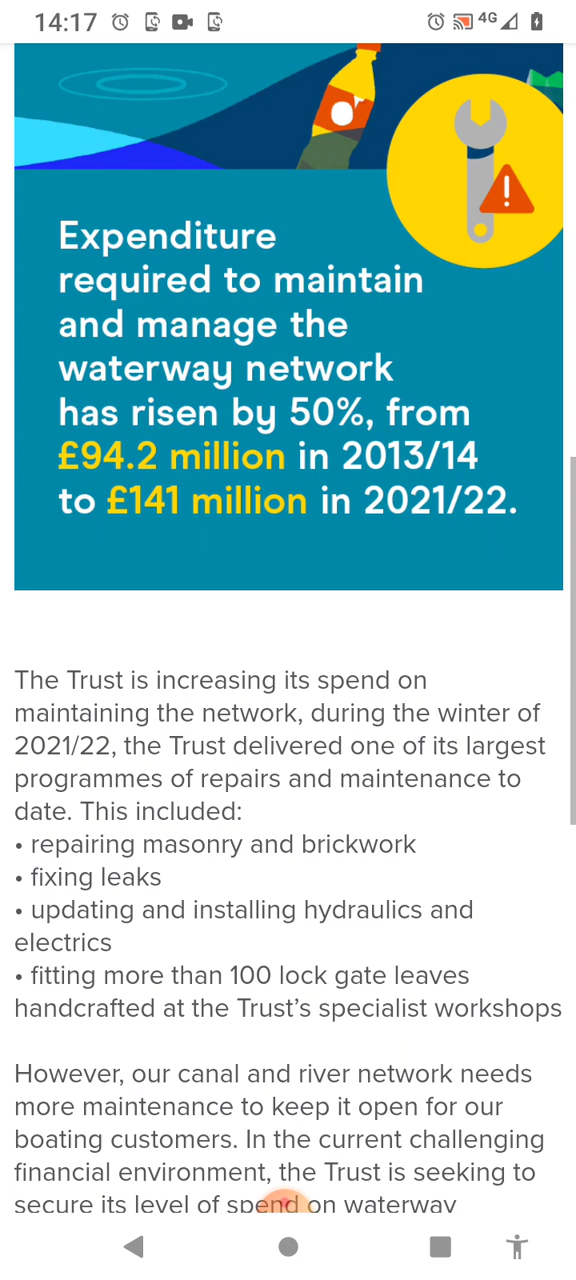 14:17
4G
Expenditure
required to maintain
and manage the
waterway network
has risen by 50%, from
£94.2 million in 2013/14
to £141 million in 2021/22.
The Trust is increasing its spend on
maintaining the network, during the winter of
2021/22, the Trust delivered one of its largest
programmes of repairs and maintenance to
date. This included:
• repairing masonry and brickwork
• fixing leaks
• updating and installing hydraulics and
electrics
• fitting more than 100 lock gate leaves
handcrafted at the Trust’s specialist workshops
However, our canal and river network needs
more maintenance to keep it open for our
boating customers. In the current challenging
financial environment, the Trust is seeking to
secure its level of spend on waterway